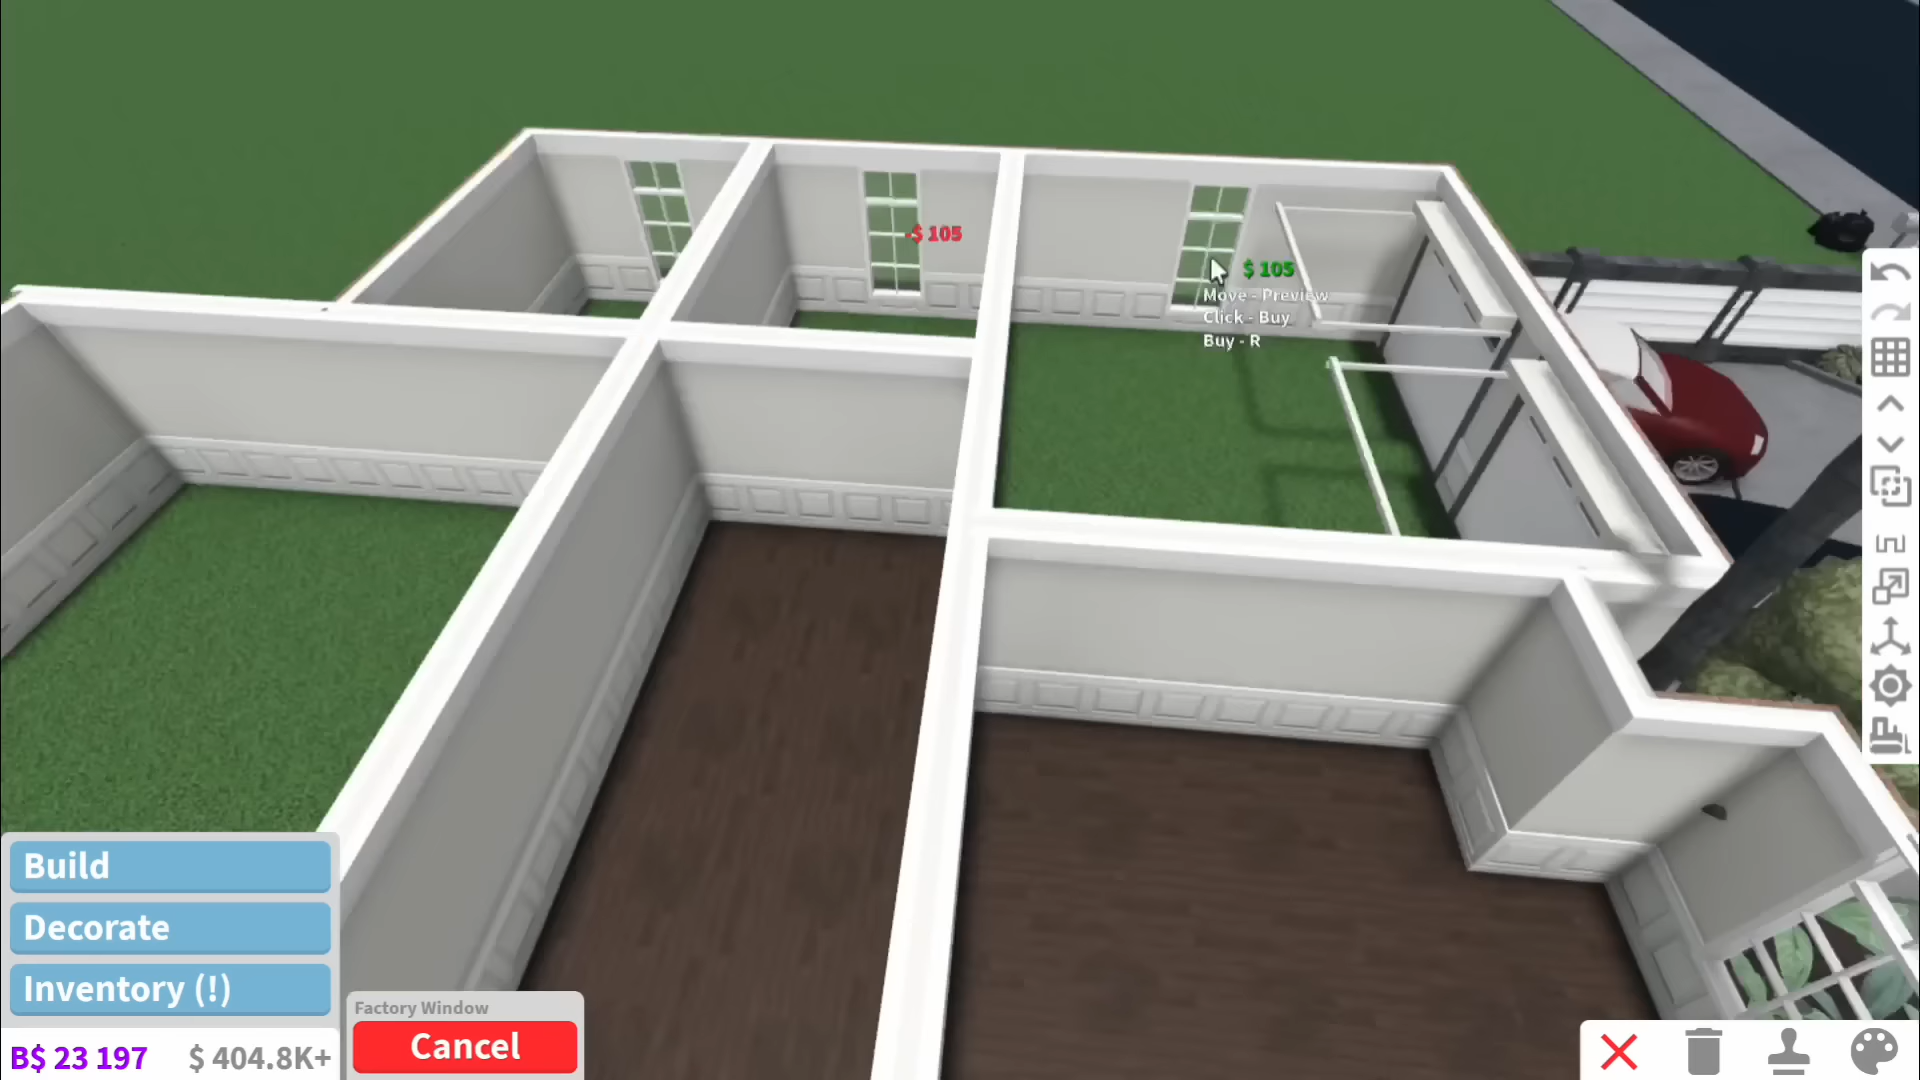 -$ 105
$ 105
Move - Preview
Click - Buy
Buy - R
Build
Decorate
Inventory (!)
Factory Window
Cancel
B$ 23 197 $ 404.8K+